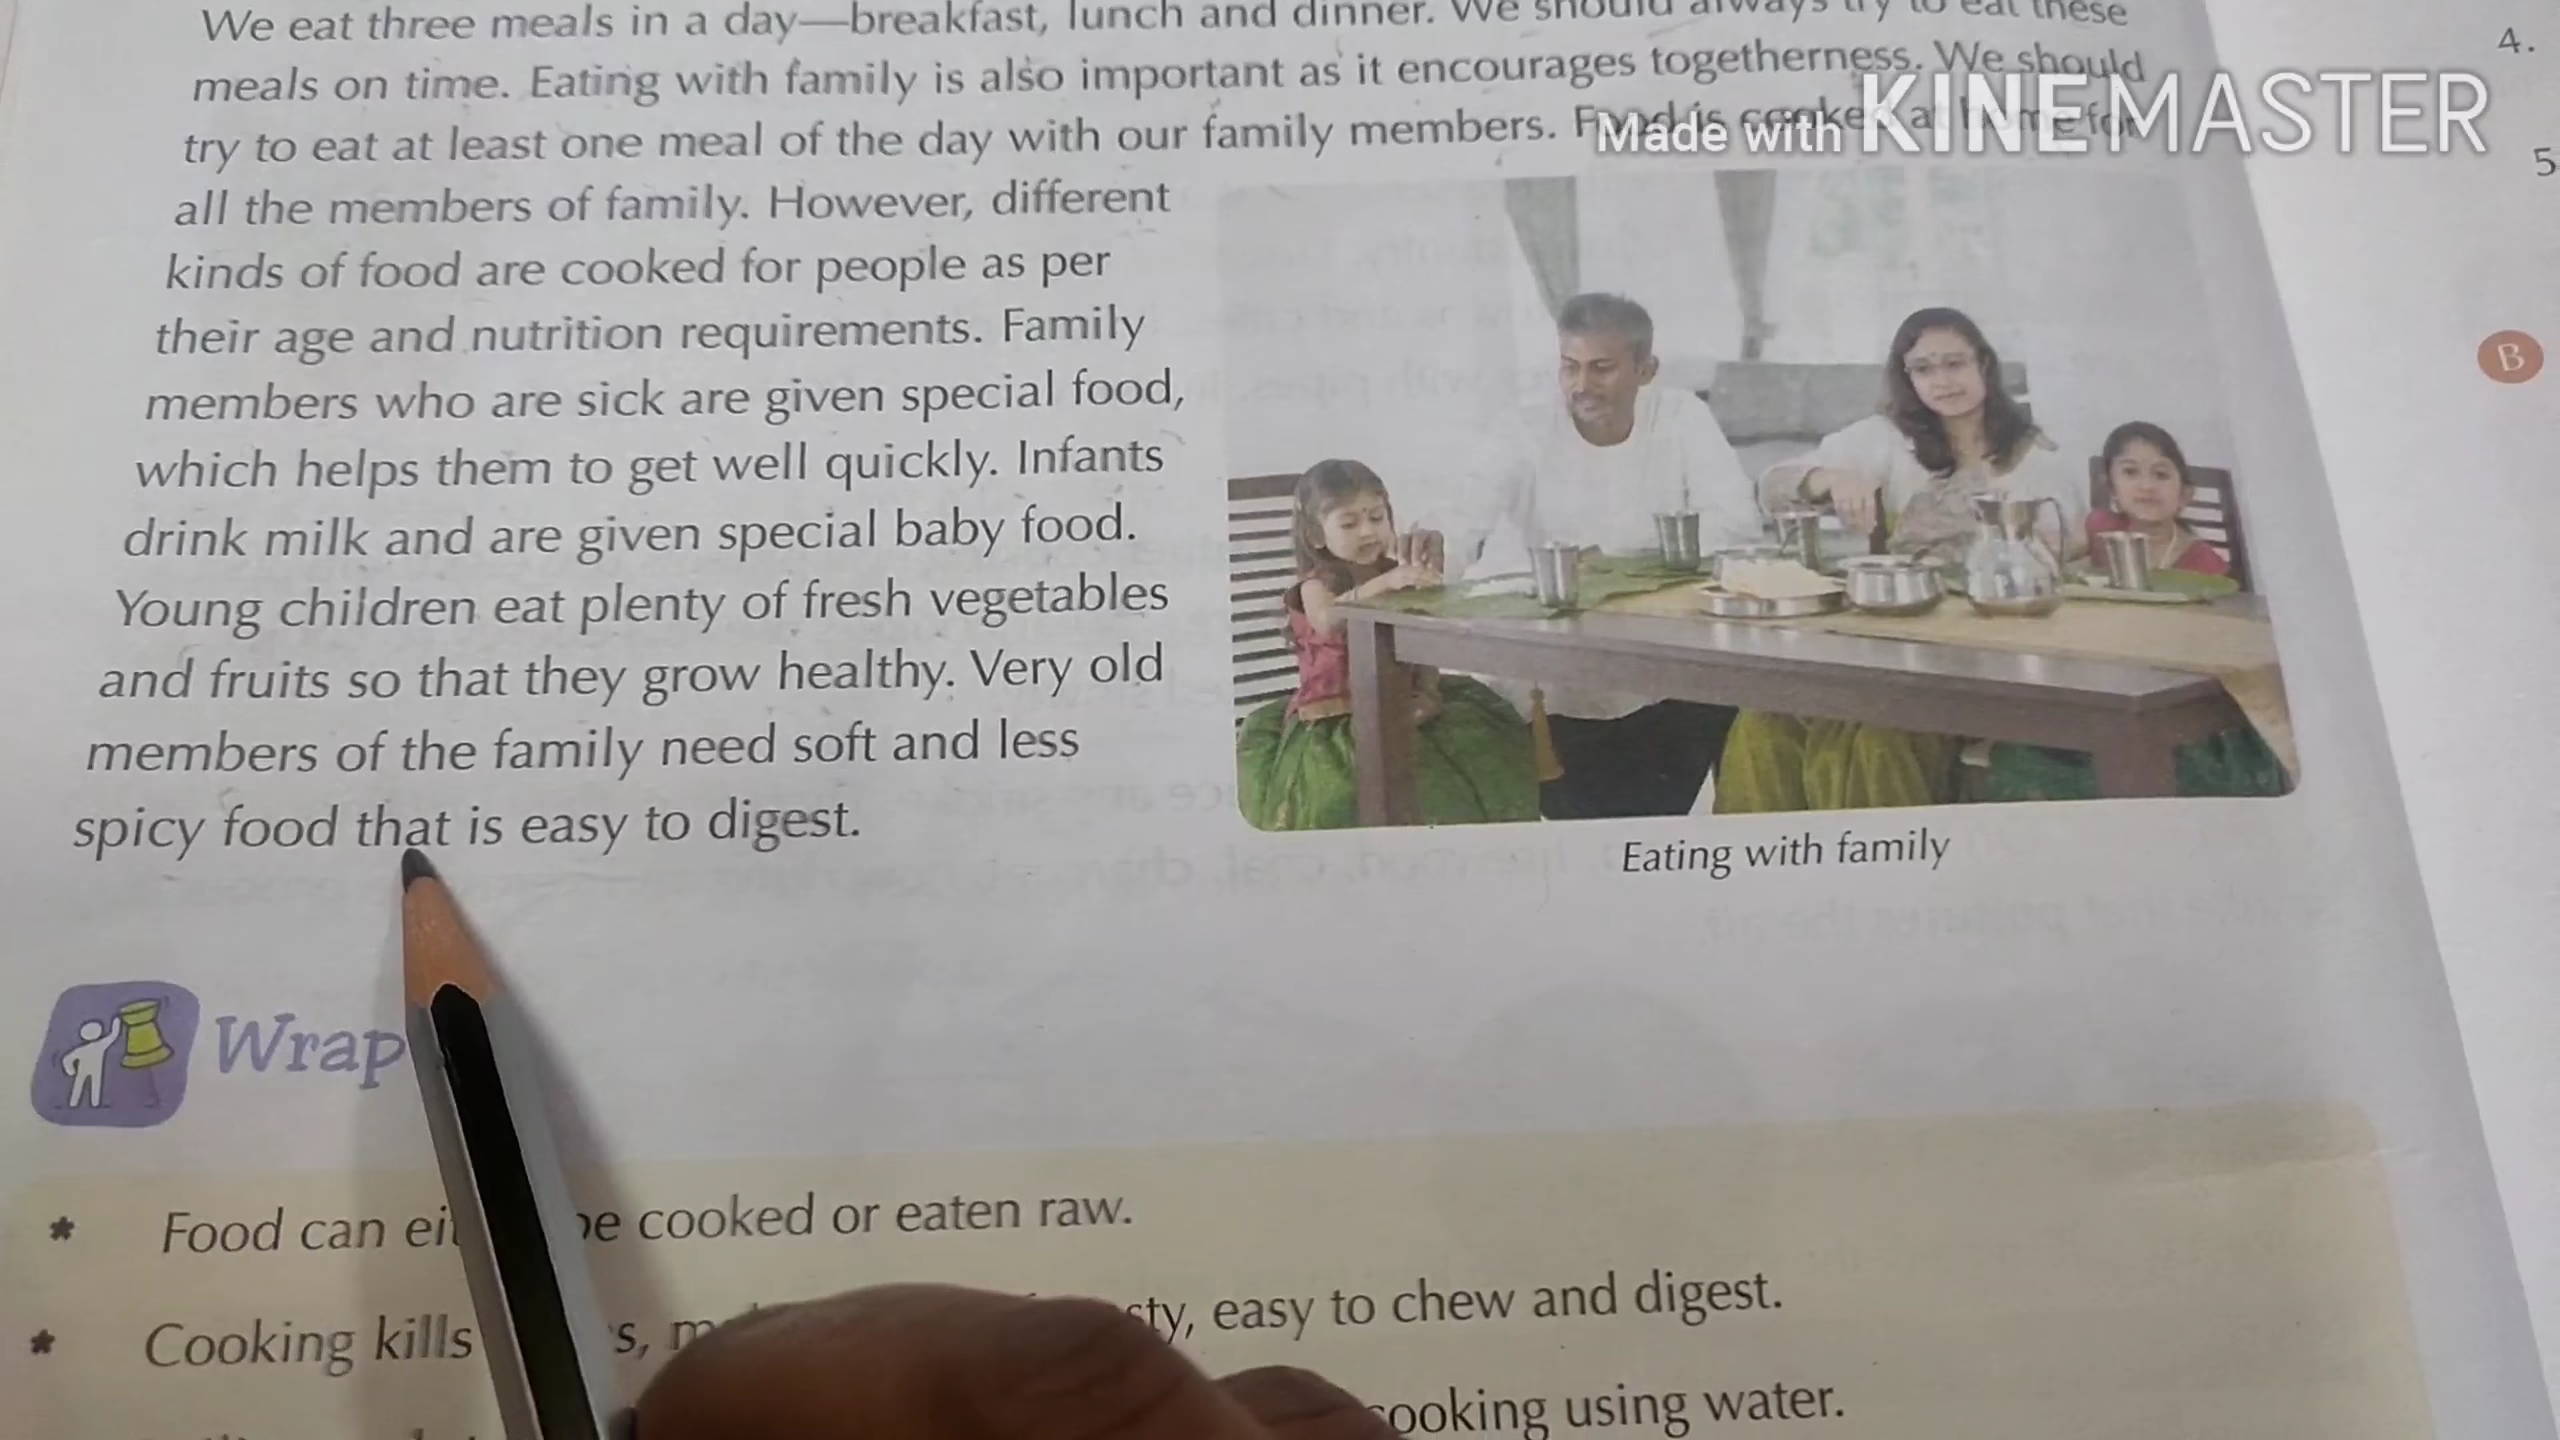 We eat three meals in a day—breakfast, lunch and dinner. We should always try to eat these
meals on time. Eating with family is also important as it encourages togetherness. We should
try to eat at least one meal of the day with our family members. Food is cooked at home for
Made with KINEMASTER
all the members of family. However, different
kinds of food are cooked for people as per
their age and nutrition requirements. Family
members who are sick are given special food,
which helps them to get well quickly. Infants
drink milk and are given special baby food.
Young children eat plenty of fresh vegetables
and fruits so that they grow healthy. Very old
members of the family need soft and less
spicy food that is easy to digest.
Eating with family
Wrap
* Food can be cooked or eaten raw.
* Cooking kills easy to chew and digest.
cooking using water.
4.
5
B